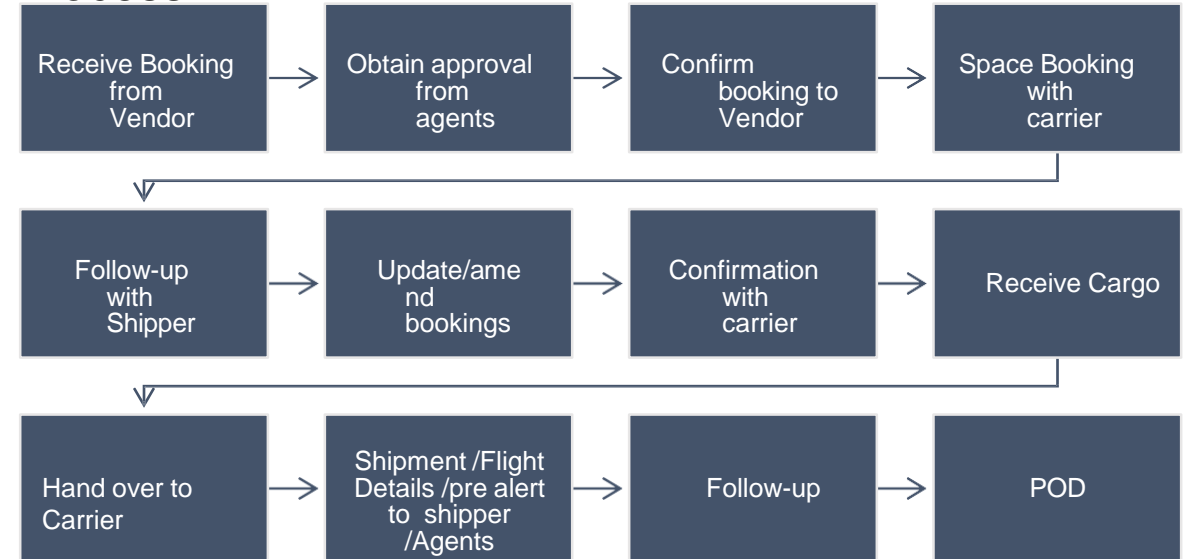 Receive Booking
from
Vendor
Obtain approval
from
agents
Confirm
booking to
Vendor
Space Booking
with
carrier
Follow-up
with
Shipper
Update/ame
nd
bookings
Confirmation
with
carrier
Receive Cargo
Hand over to
Carrier
Shipment /Flight
Details /pre alert
to shipper
/Agents
Follow-up
POD